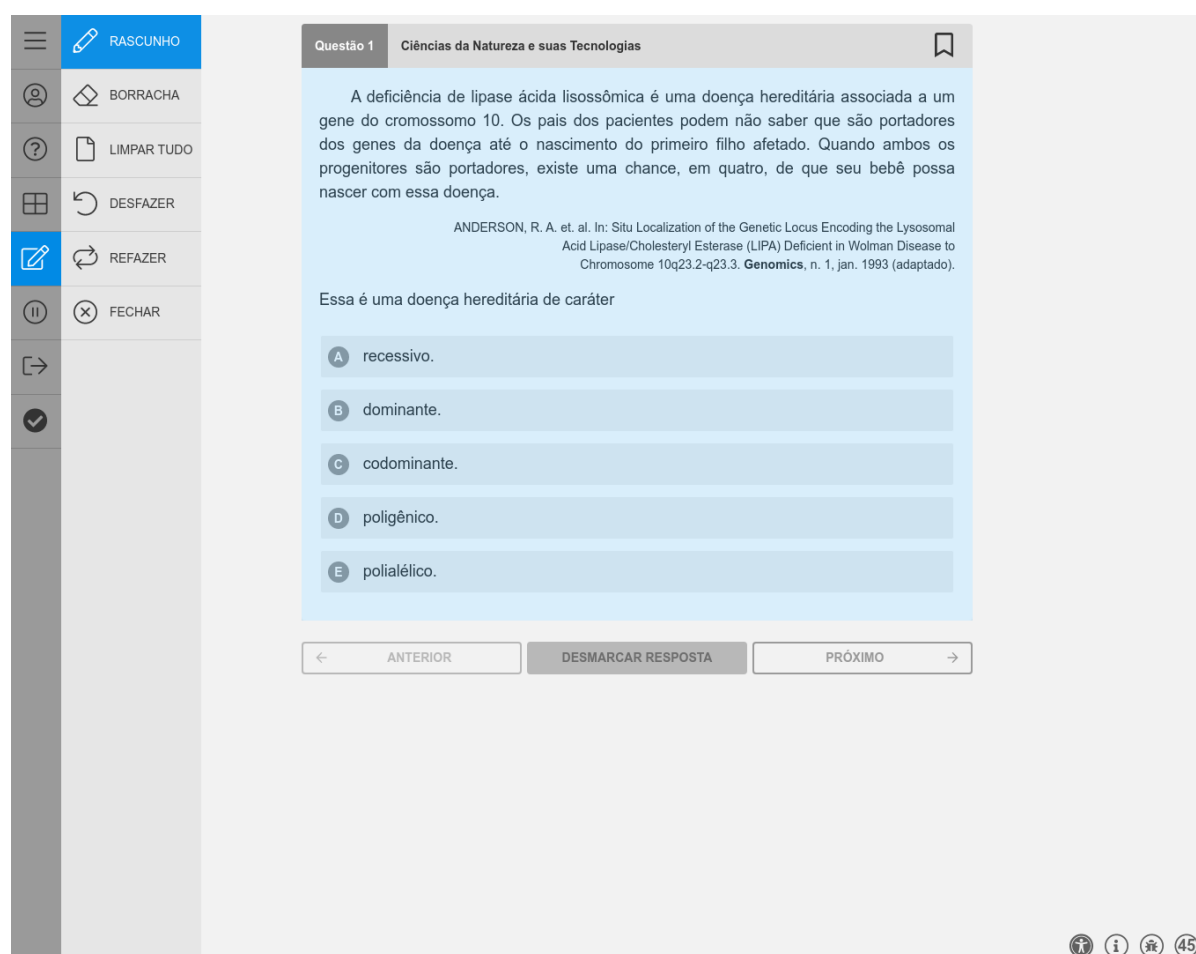 RASCUNHO
BORRACHA
LIMPAR TUDO
DESFAZER
REFAZER
FECHAR
Questão 1 Ciências da Natureza e suas Tecnologias
A deficiência de lipase ácida lisossômica é uma doença hereditária associada a um
gene do cromossomo 10. Os pais dos pacientes podem não saber que são portadores
dos genes da doença até o nascimento do primeiro filho afetado. Quando ambos os
progenitores são portadores, existe uma chance, em quatro, de que seu bebê possa
nascer com essa doença.
ANDERSON, R. A. et. al. In: Situ Localization of the Genetic Locus Encoding the Lysosomal
Acid Lipase/Cholesteryl Esterase (LIPA) Deficient in Wolman Disease to
Chromosome 10q23.2-q23.3. Genomics, n. 1, jan. 1993 (adaptado).
Essa é uma doença hereditária de caráter
A recessivo.
B dominante.
C codominante.
D poligênico.
E polialélico.
ANTERIOR DESMARCAR RESPOSTA PRÓXIMO
45